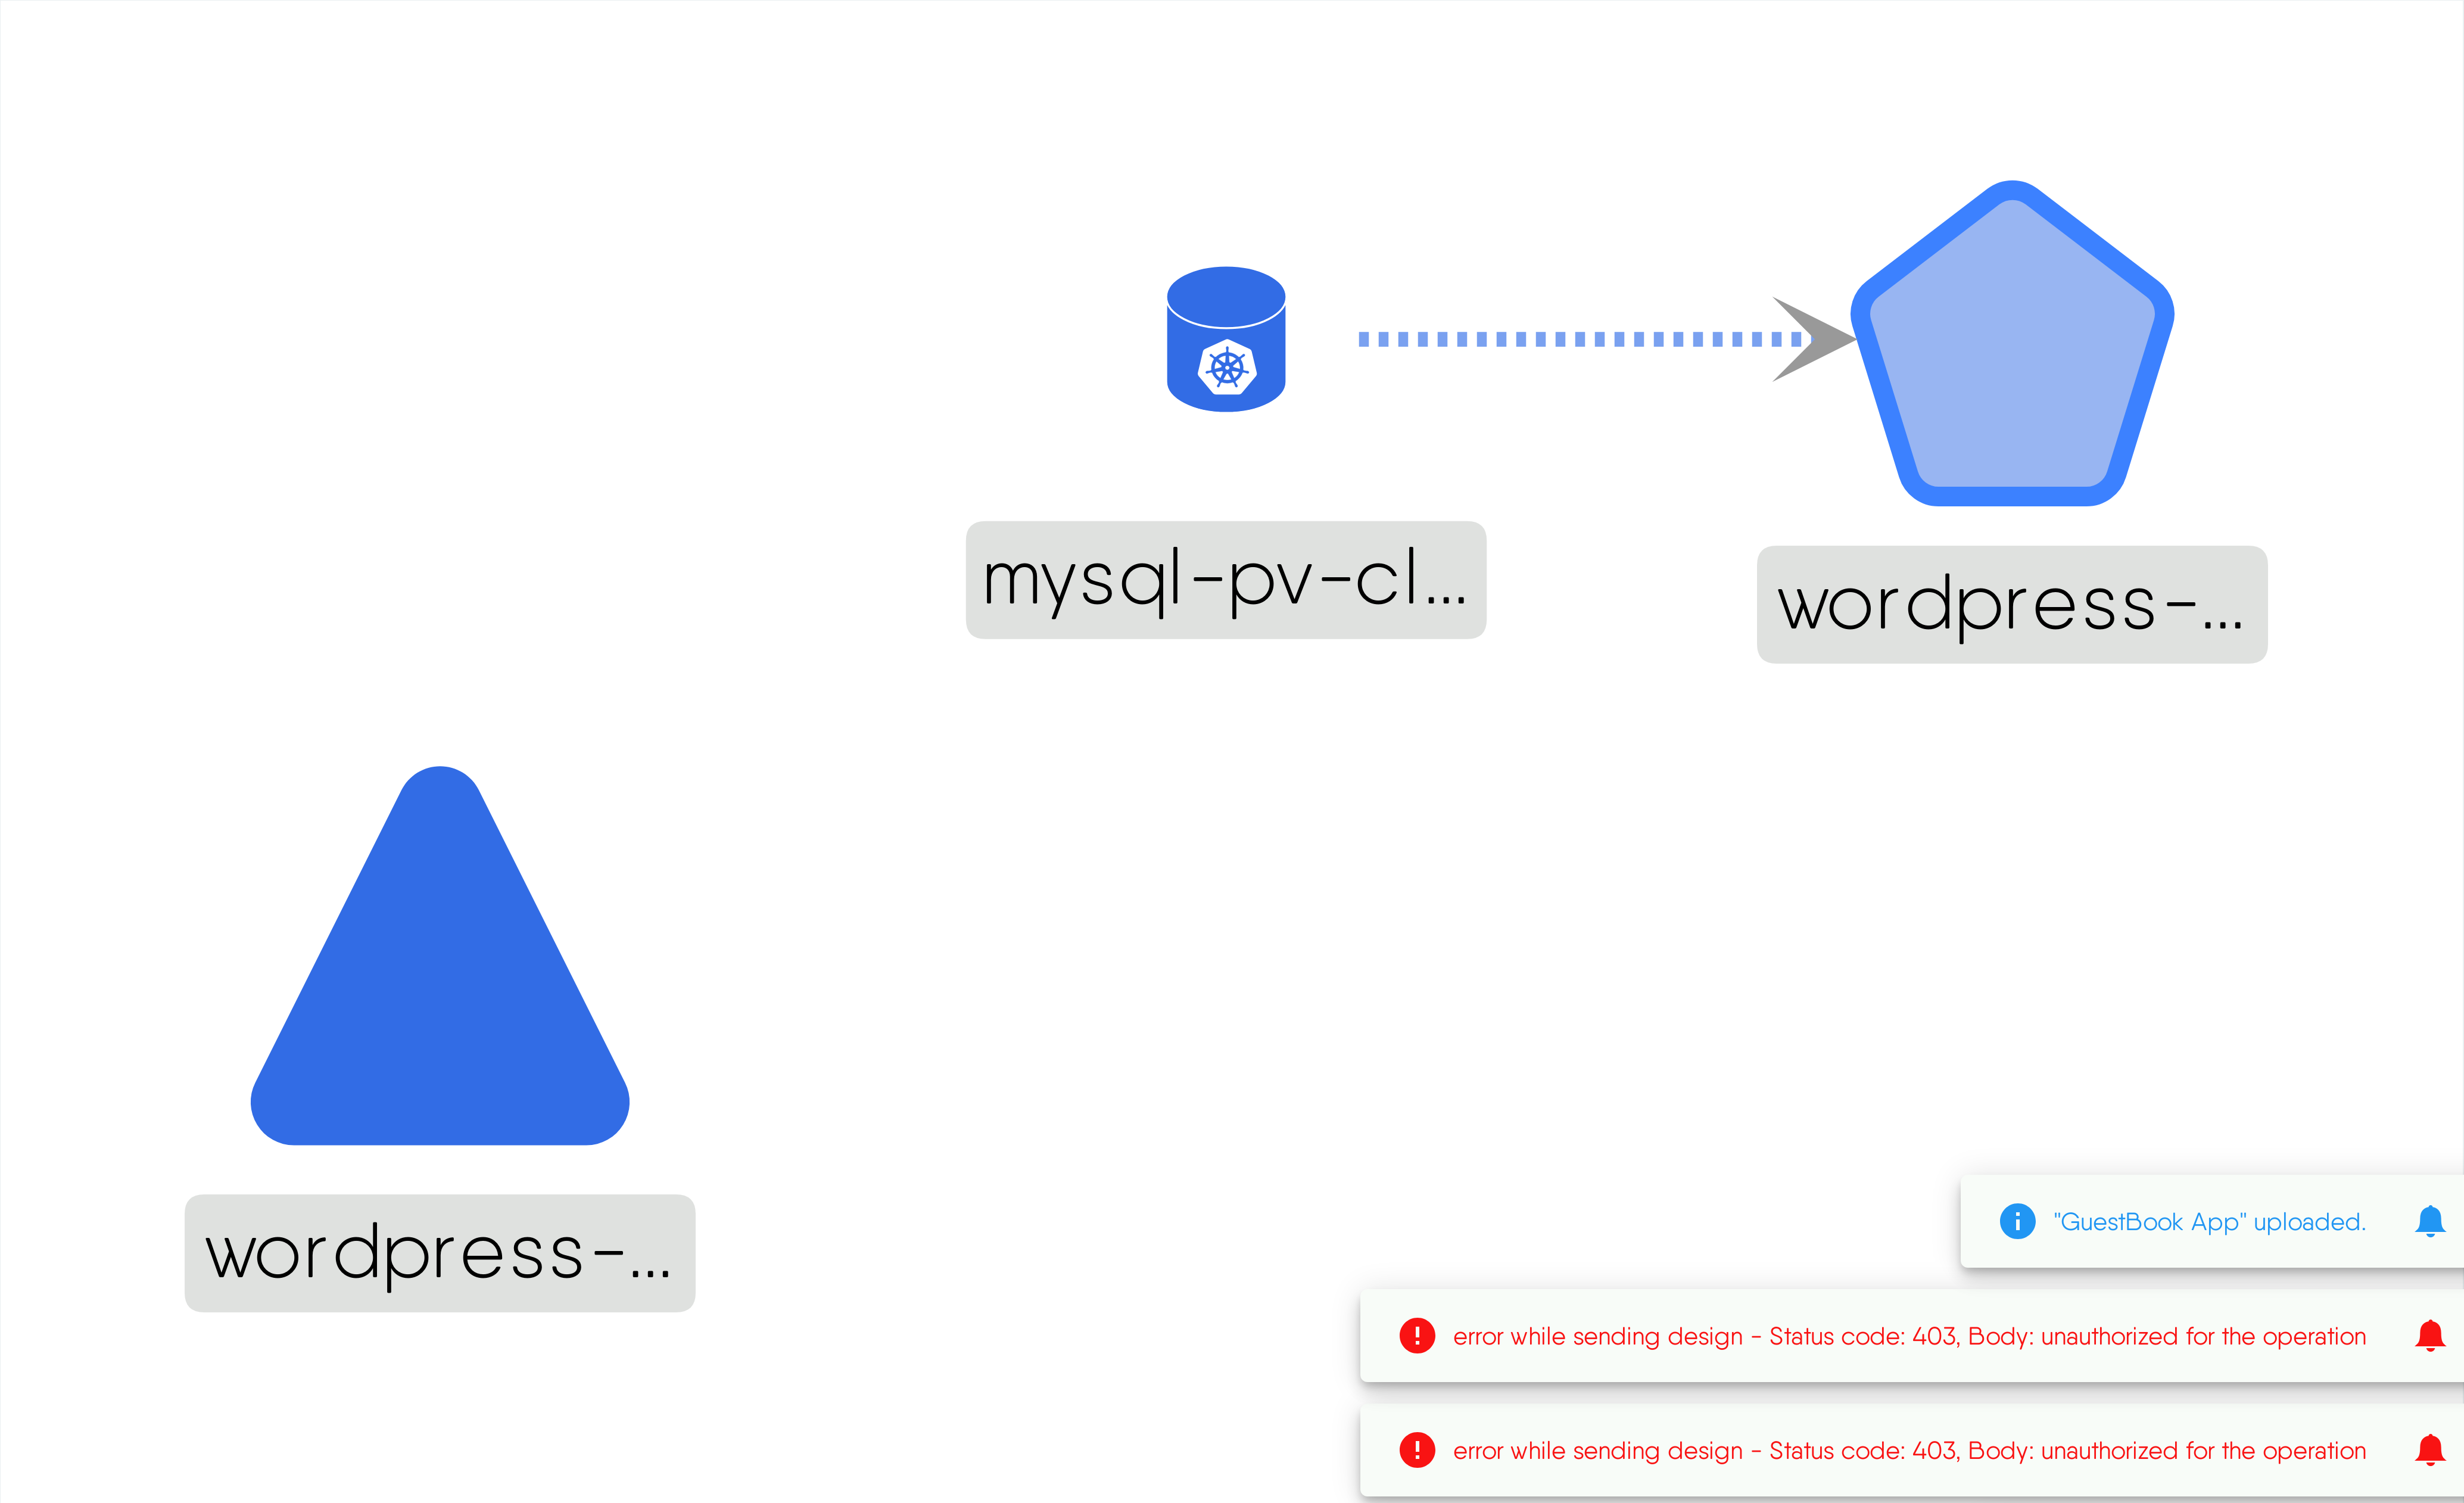 mysql-pv-cl...
wordpress-...
wordpress-...
"GuestBook App" uploaded.
error while sending design - Status code: 403, Body: unauthorized for the operation
error while sending design - Status code: 403, Body: unauthorized for the operation